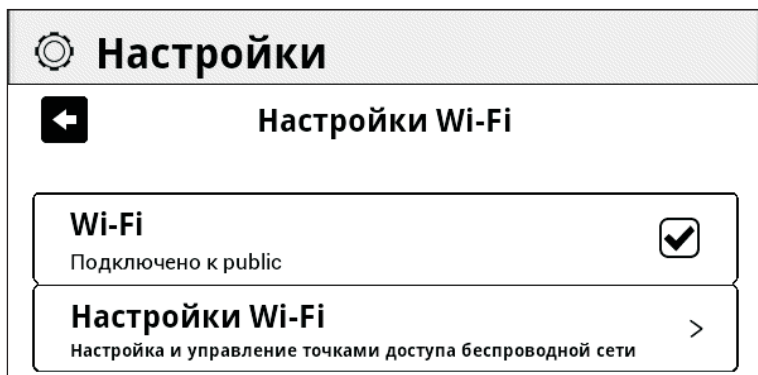 Настройки
Настройки Wi-Fi
Wi-Fi
Подключено к public
Настройки Wi-Fi
Настройка и управление точками доступа беспроводной сети